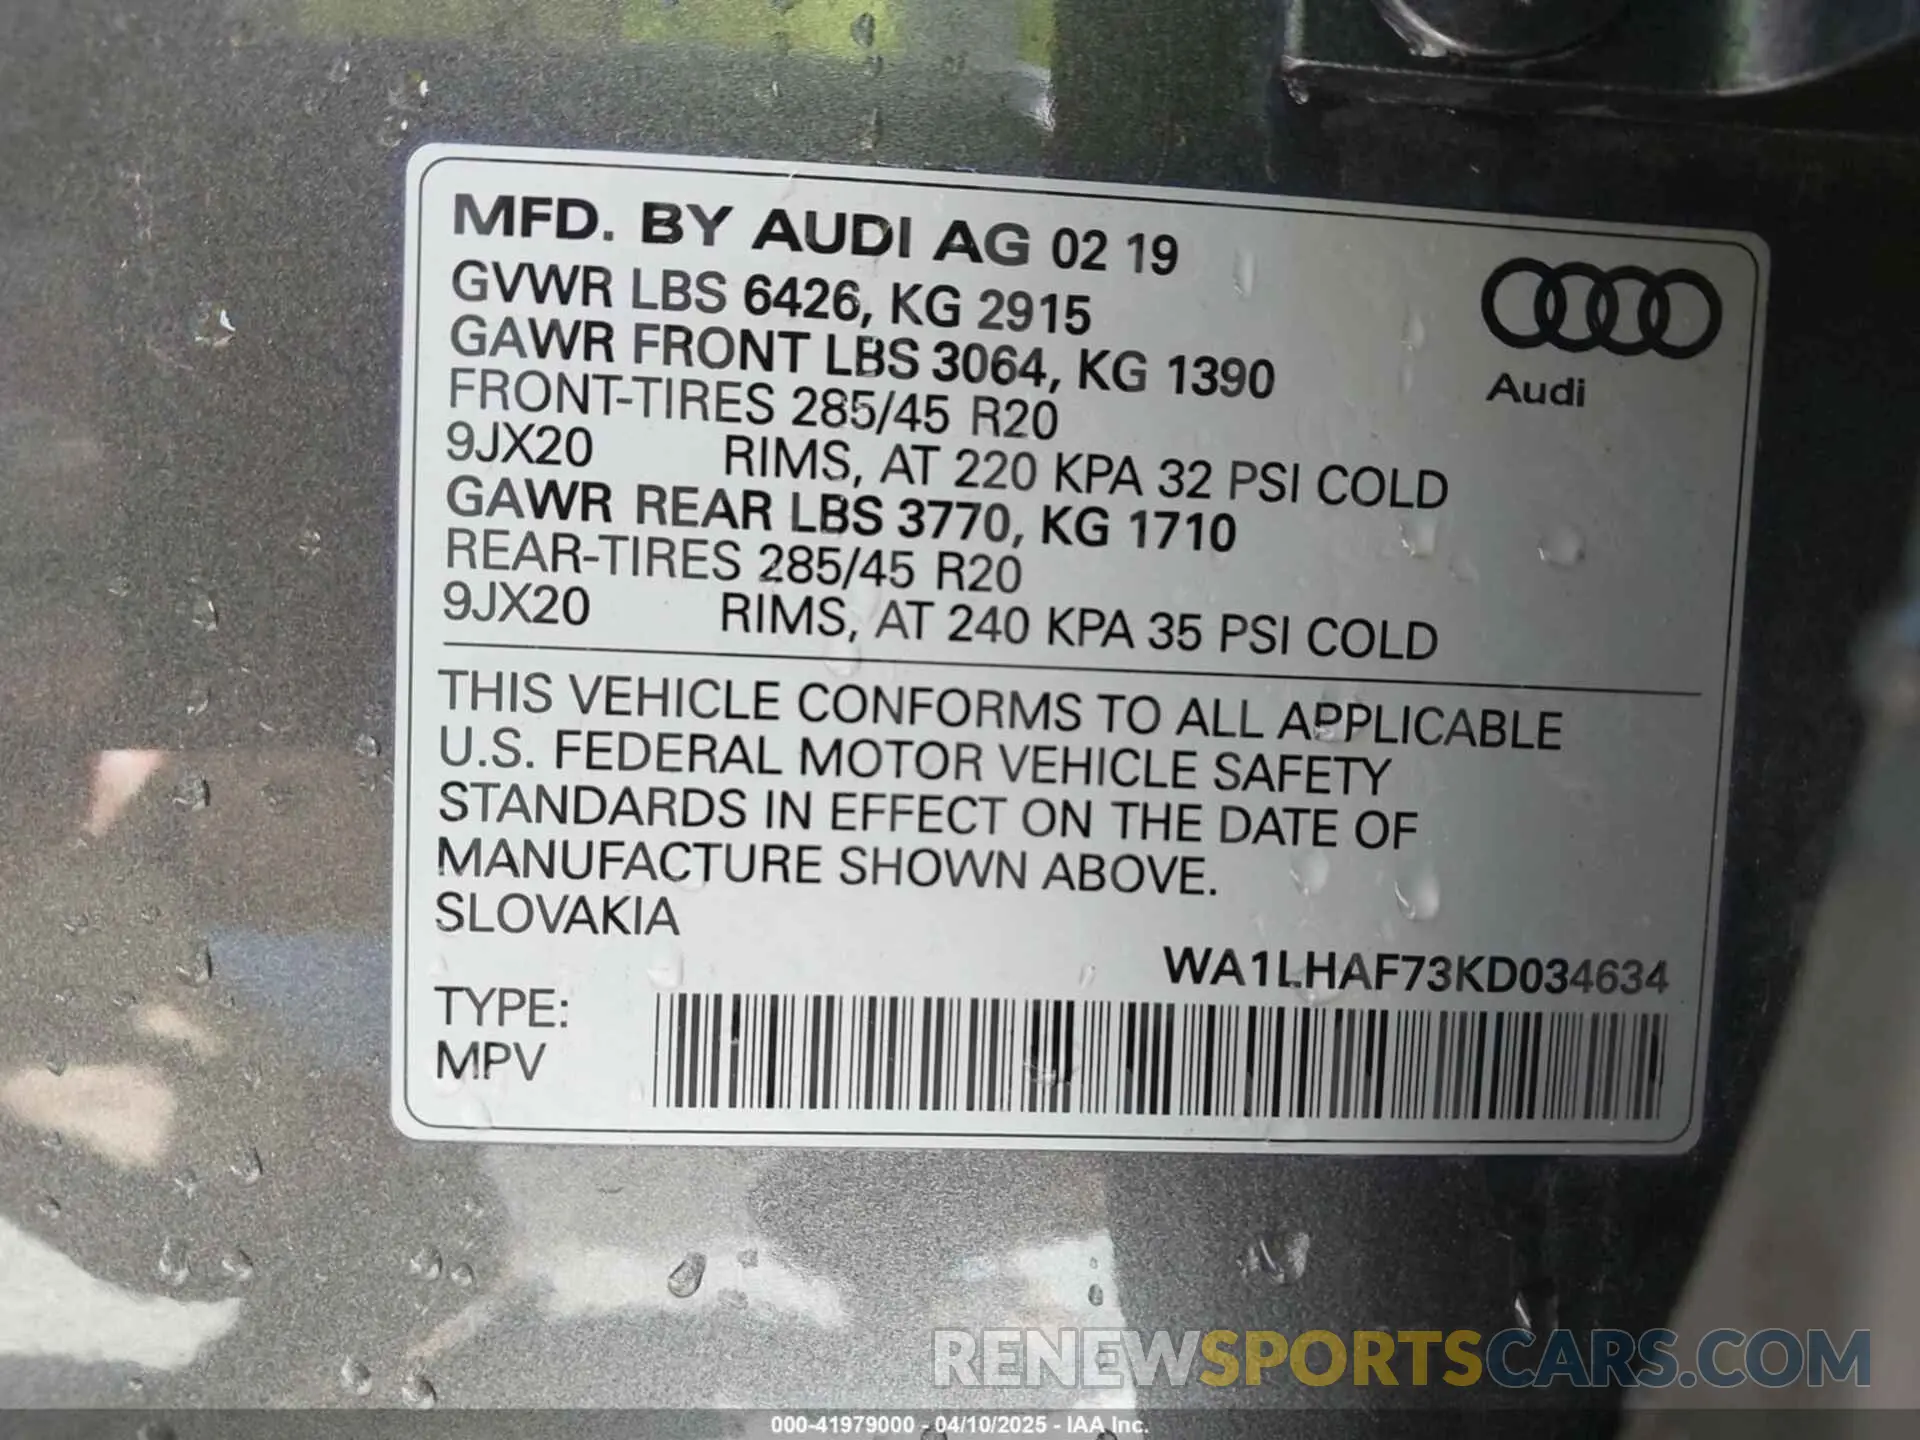 MFD. BY AUDI AG 02 19
GVWR LBS 6426, KG 2915
GAWR FRONT LBS 3064, KG 1390
FRONT-TIRES 285/45 R20
9JX20 RIMS, AT 220 KPA 32 PSI COLD
GAWR REAR LBS 3770, KG 1710
REAR-TIRES 285/45 R20
9JX20 RIMS, AT 240 KPA 35 PSI COLD
Audi
THIS VEHICLE CONFORMS TO ALL APPLICABLE
U.S. FEDERAL MOTOR VEHICLE SAFETY
STANDARDS IN EFFECT ON THE DATE OF
MANUFACTURE SHOWN ABOVE.
SLOVAKIA
WA1LHAF73KD034634
TYPE:
MPV
RENEWSPORTSCARS.COM
000-41979000 - 04/10/2025 - IAA Inc.